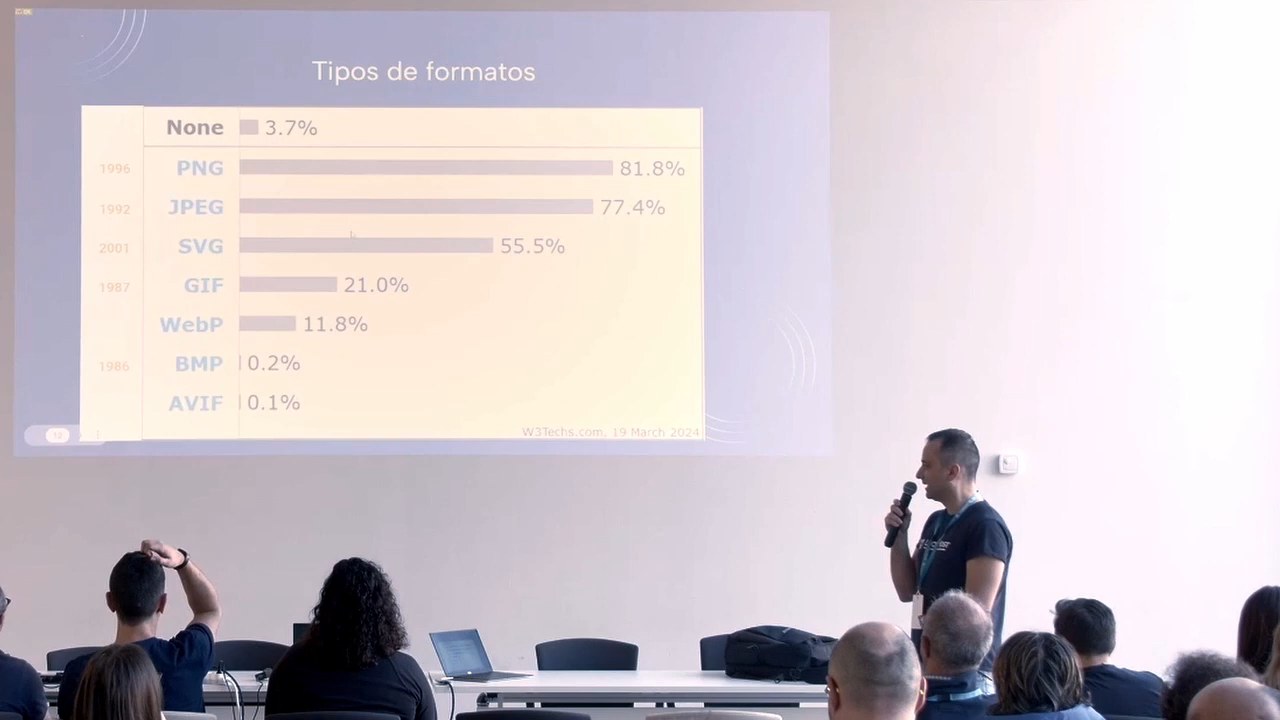 Tipos de formatos
None 3.7%
1996 PNG 81.8%
1992 JPEG 77.4%
2001 SVG 55.5%
1987 GIF 21.0%
WebP 11.8%
1986 BMP 0.2%
AVIF 0.1%
W3Techs.com, 19 March 2024
12